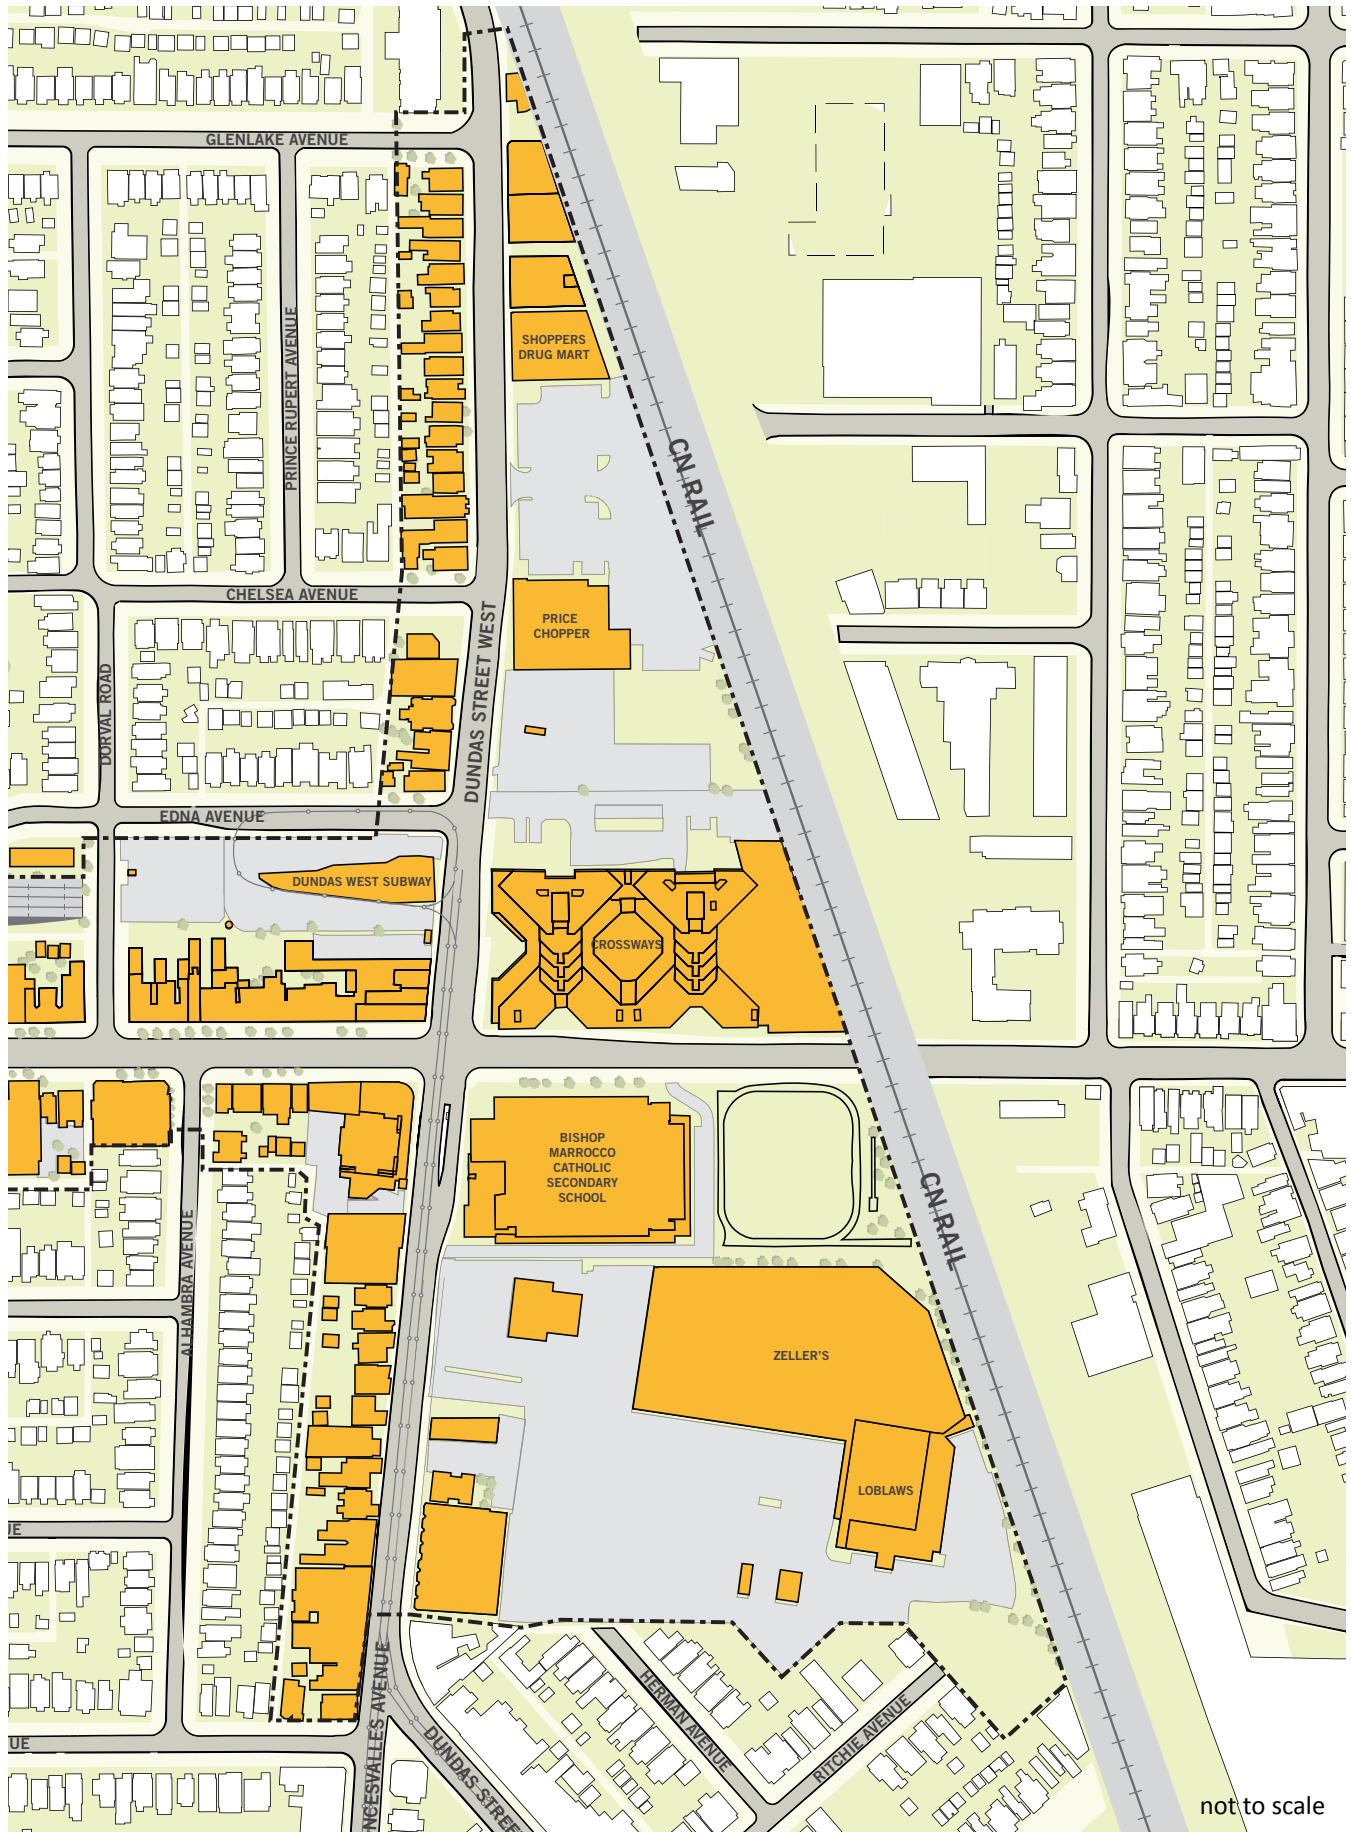 GLENLAKE AVENUE
PRINCE RUPERT AVENUE
SHOPPERS
DRUG MART
CN RAIL
CHELSEA AVENUE
PRICE
CHOPPER
DUNDAS STREET WEST
DORVAL ROAD
EDNA AVENUE
DUNDAS WEST SUBWAY
CROSSWAYS
BISHOP
MARROCCO
CATHOLIC
SECONDARY
SCHOOL
CN RAIL
ALHAMBRA AVENUE
ZELLER'S
LOBLAWS
UE
HERMAN AVENUE
RITCHIE AVENUE
NCESVALLES AVENUE
DUNDAS STREE
UE
not to scale